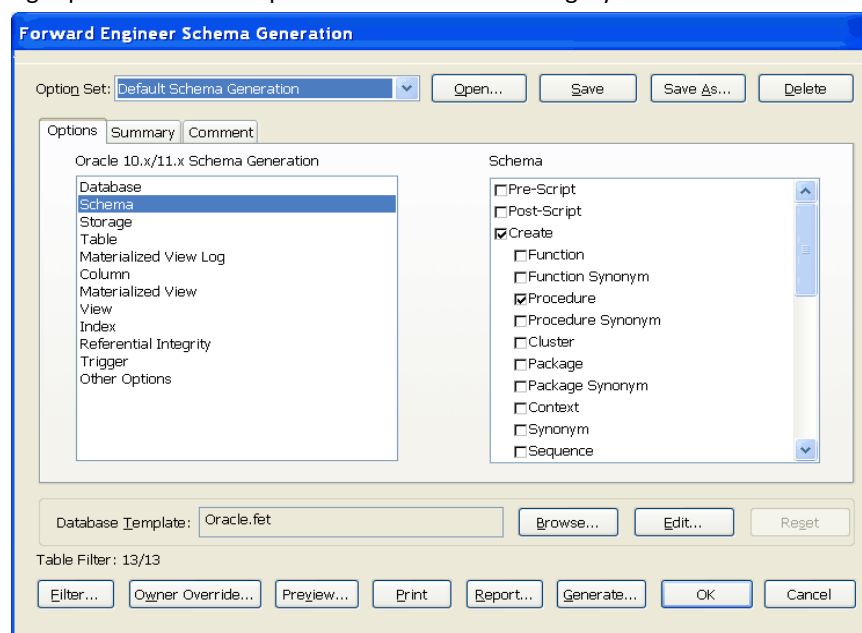 Forward Engineer Schema Generation
Option Set: Default Schema Generation Open... Save Save As... Delete
Options Summary Comment
Oracle 10.x/11.x Schema Generation
Database
Schema
Storage
Table
Materialized View Log
Column
Materialized View
View
Index
Referential Integrity
Trigger
Other Options
Schema
Pre-Script
Post-Script
Create
Function
Function Synonym
Procedure
Procedure Synonym
Cluster
Package
Package Synonym
Context
Synonym
Sequence
Database Template: Oracle.fet Browse... Edit... Reset
Table Filter: 13/13
Filter... Owner Override... Preview... Print Report... Generate... OK Cancel